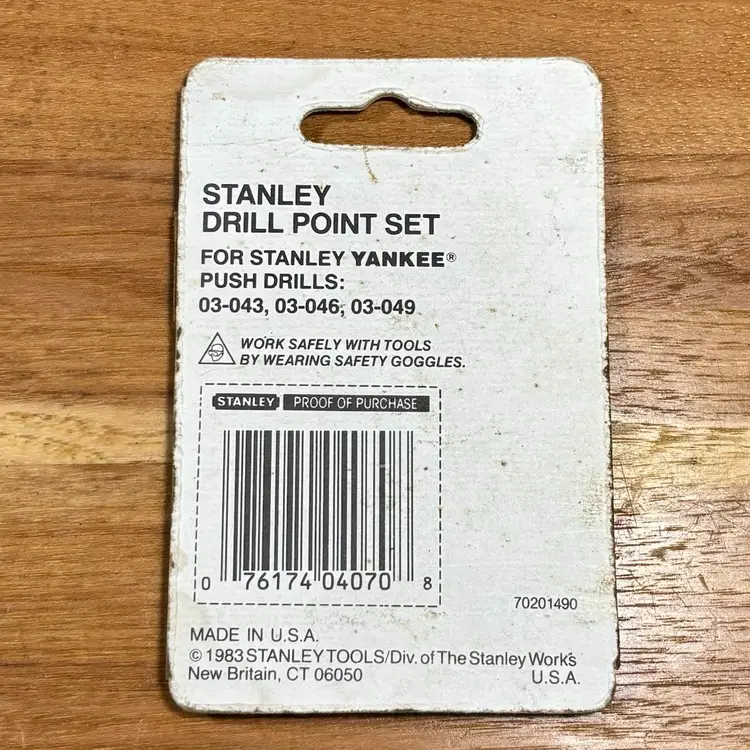 STANLEY
DRILL POINT SET
FOR STANLEY YANKEE®
PUSH DRILLS:
03-043, 03-046, 03-049
WORK SAFELY WITH TOOLS
BY WEARING SAFETY GOGGLES.
STANLEY PROOF OF PURCHASE
0 76174 04070 8
70201490
MADE IN U.S.A.
© 1983 STANLEY TOOLS/Div. of The Stanley Works
New Britain, CT 06050 U.S.A.